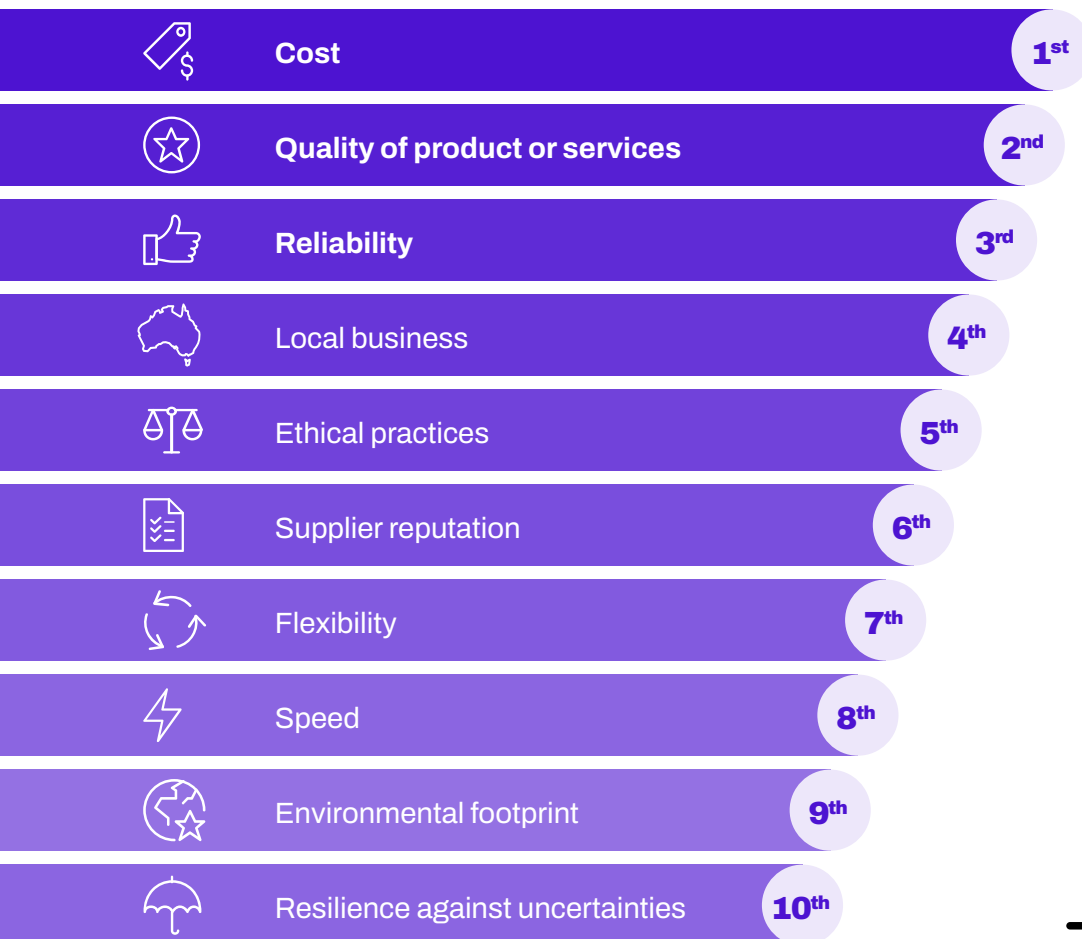 Cost 1st
Quality of product or services 2nd
Reliability 3rd
Local business 4th
Ethical practices 5th
Supplier reputation 6th
Flexibility 7th
Speed 8th
Environmental footprint 9th
Resilience against uncertainties 10th